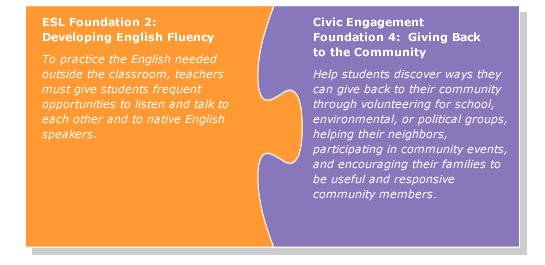 ESL Foundation 2:
Developing English Fluency
To practice the English needed
outside the classroom, teachers
must give students frequent
opportunities to listen and talk to
each other and to native English
speakers.
Civic Engagement
Foundation 4:  Giving Back
to the Community
Help students discover ways they
can give back to their community
through volunteering for school,
environmental, or political groups,
helping their neighbors,
participating in community events,
and encouraging their families to
be useful and responsive
community members.